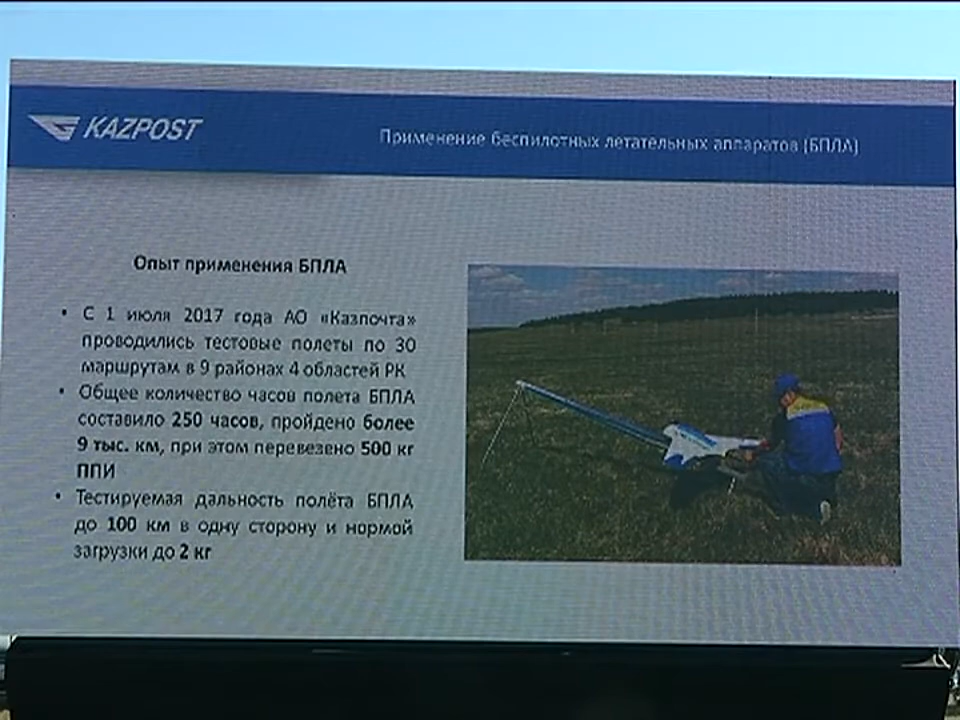 KAZPOST
Применение беспилотных летательных аппаратов (БПЛА)
Опыт применения БПЛА
• С 1 июля 2017 года АО «Казпочта»
проводились тестовые полеты по 30
маршрутам в 9 районах 4 областей РК
• Общее количество часов полета БПЛА
составило 250 часов, пройдено более
9 тыс. км, при этом перевезено 500 кг
ППИ
• Тестируемая дальность полёта БПЛА
до 100 км в одну сторону и нормой
загрузки до 2 кг